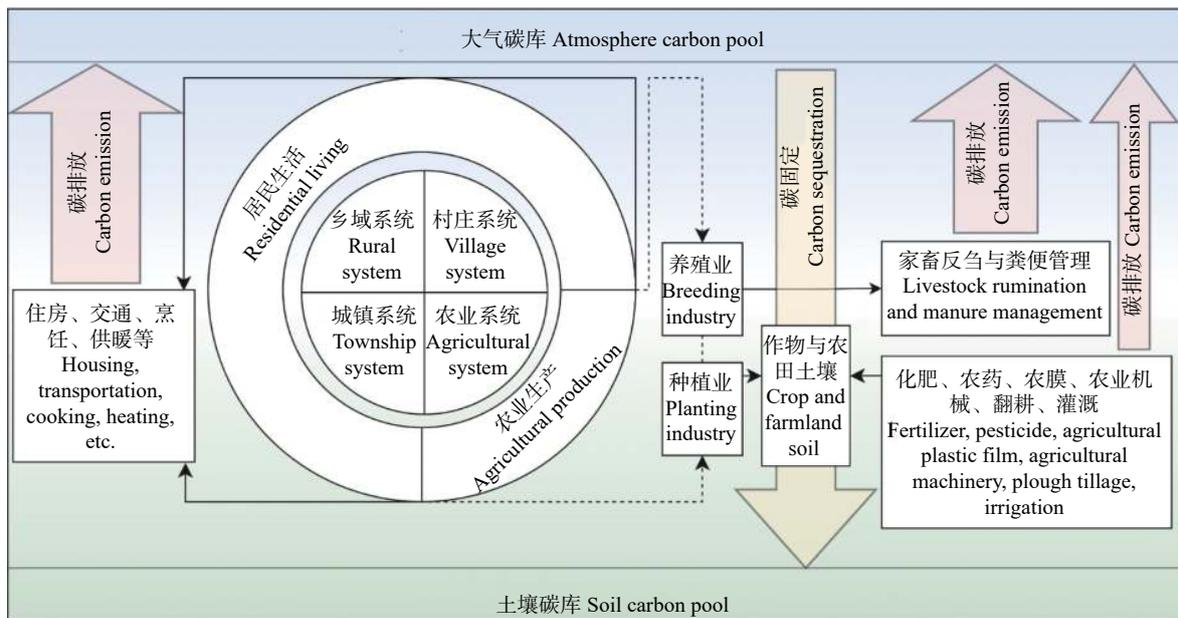 大气碳库 Atmosphere carbon pool
碳排放
Carbon emission
居民生活
Residential living
乡域系统
Rural
system
村庄系统
Village
system
城镇系统
Township
system
农业系统
Agricultural
system
农业生产
Agricultural production
住房、交通、烹
饪、供暖等
Housing,
transportation,
cooking, heating,
etc.
养殖业
Breeding
industry
种植业
Planting
industry
碳固定
Carbon sequestration
作物与农
田土壤
Crop and
farmland
soil
碳排放
Carbon emission
家畜反刍与粪便管理
Livestock rumination
and manure management
碳排放 Carbon emission
化肥、农药、农膜、农业机
械、翻耕、灌溉
Fertilizer, pesticide, agricultural
plastic film, agricultural
machinery, plough tillage,
irrigation
土壤碳库 Soil carbon pool